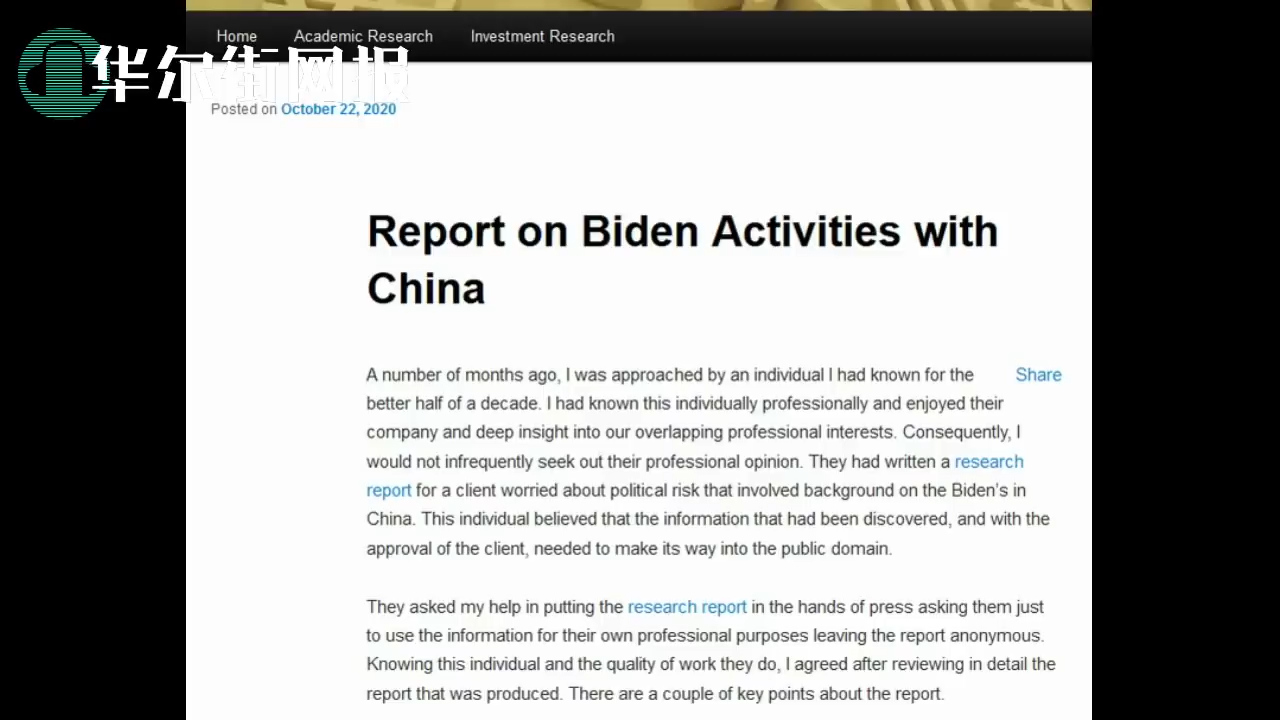 Home Academic Research Investment Research
华尔街网报
Posted on October 22, 2020
Report on Biden Activities with
China
A number of months ago, I was approached by an individual I had known for the Share
better half of a decade. I had known this individually professionally and enjoyed their
company and deep insight into our overlapping professional interests. Consequently, I
would not infrequently seek out their professional opinion. They had written a research
report for a client worried about political risk that involved background on the Biden's in
China. This individual believed that the information that had been discovered, and with the
approval of the client, needed to make its way into the public domain.
They asked my help in putting the research report in the hands of press asking them just
to use the information for their own professional purposes leaving the report anonymous.
Knowing this individual and the quality of work they do, I agreed after reviewing in detail the
report that was produced. There are a couple of key points about the report.